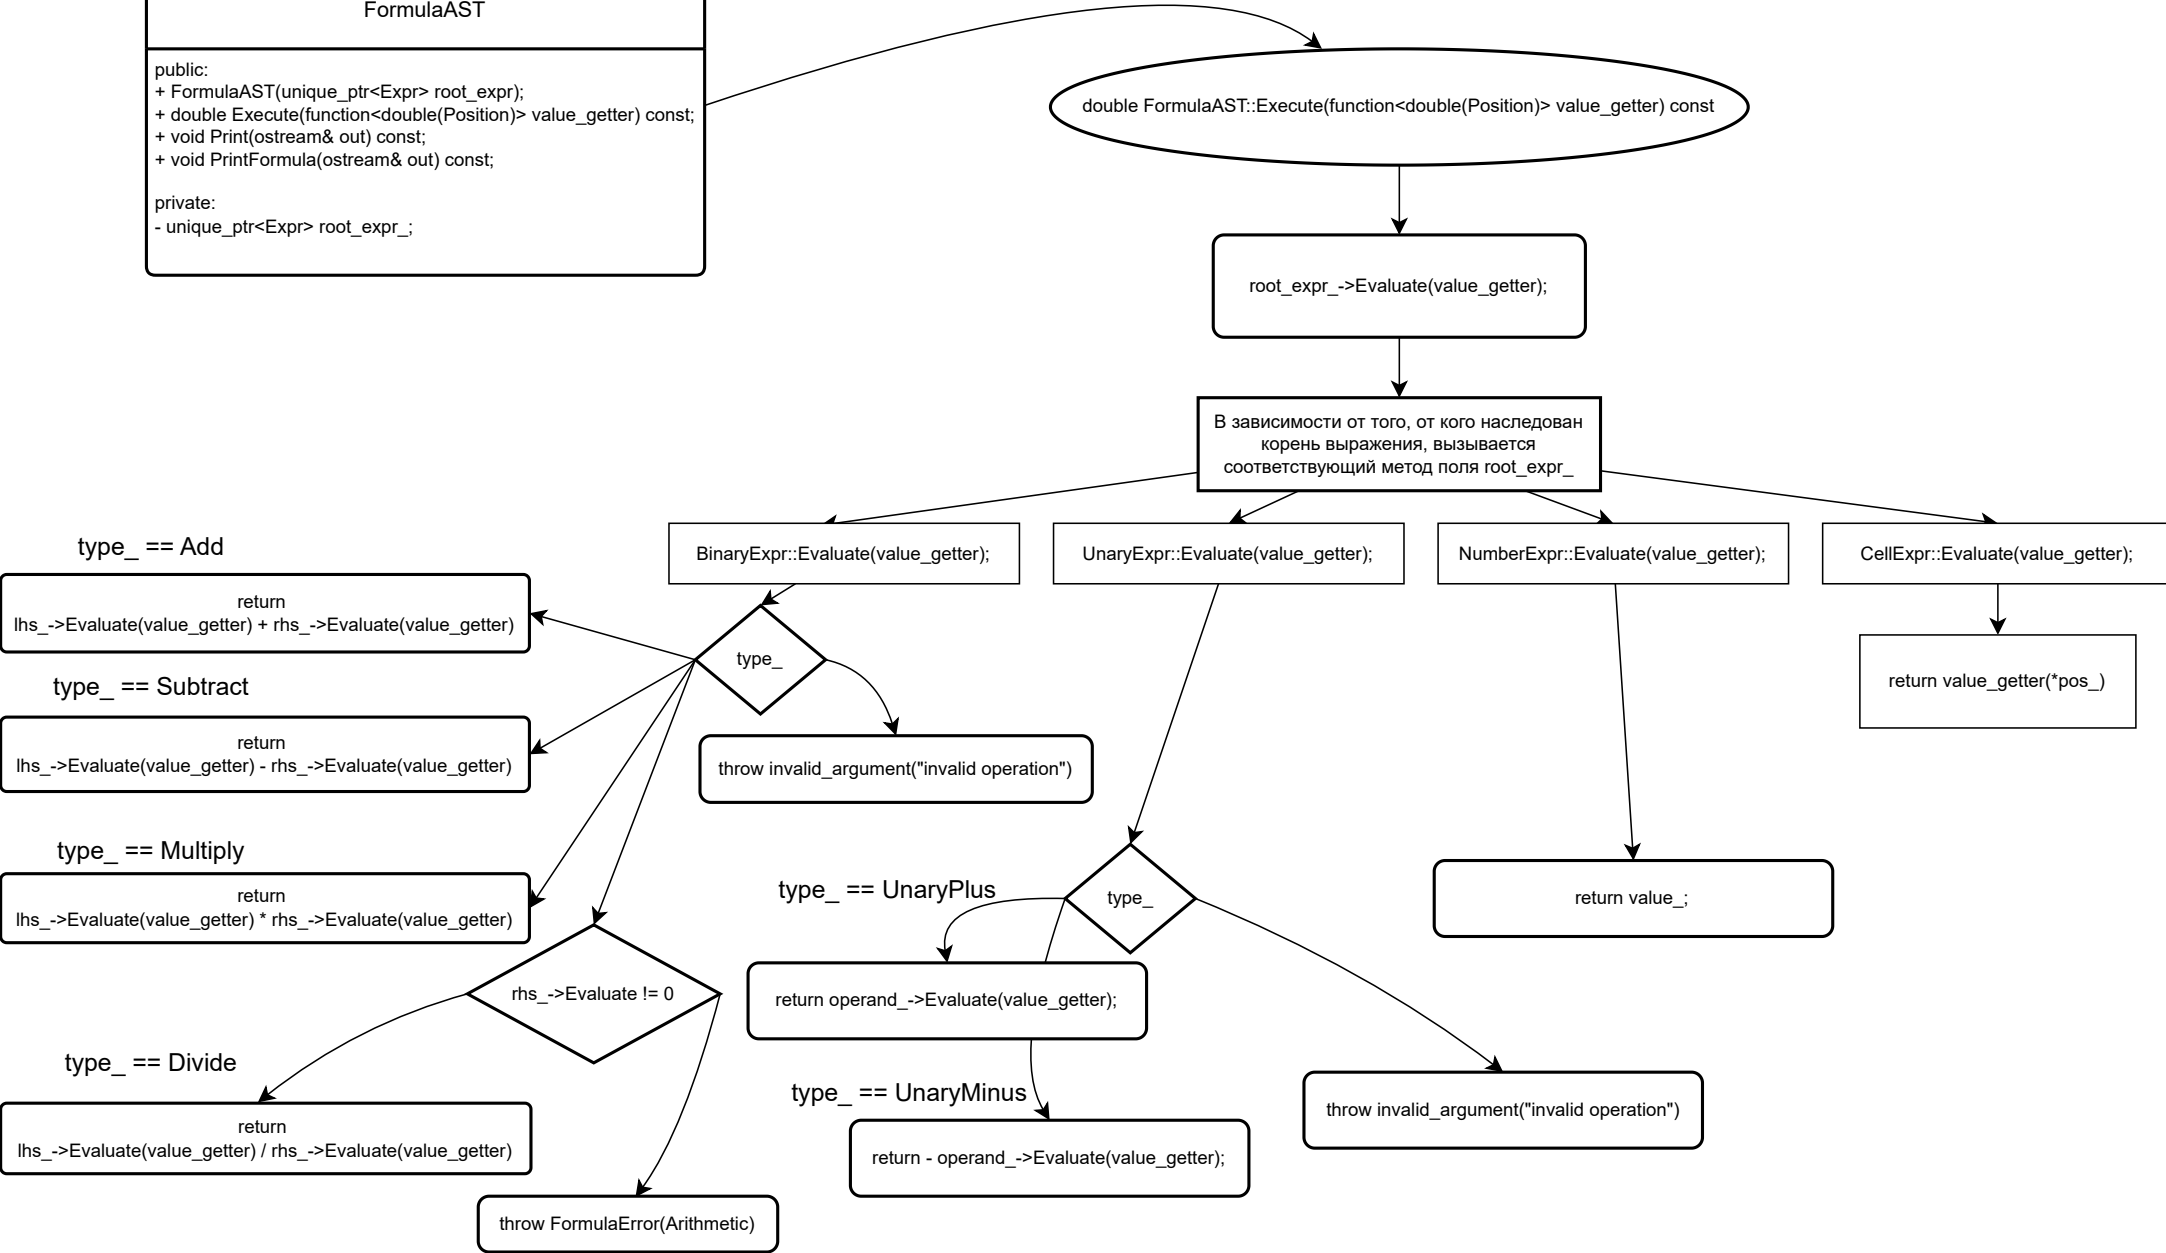 FormulaAST
public:
+ FormulaAST(unique_ptr<Expr> root_expr);
+ double Execute(function<double(Position)> value_getter) const;
+ void Print(ostream& out) const;
+ void PrintFormula(ostream& out) const;
private:
- unique_ptr<Expr> root_expr_;
double FormulaAST::Execute(function<double(Position)> value_getter) const
root_expr_->Evaluate(value_getter);
В зависимости от того, от кого наследован
корень выражения, вызывается
соответствующий метод поля root_expr_
BinaryExpr::Evaluate(value_getter);
UnaryExpr::Evaluate(value_getter);
NumberExpr::Evaluate(value_getter);
CellExpr::Evaluate(value_getter);
type_ == Add
return
lhs_->Evaluate(value_getter) + rhs_->Evaluate(value_getter)
type_
return value_getter(*pos_)
type_ == Subtract
return
lhs_->Evaluate(value_getter) - rhs_->Evaluate(value_getter)
throw invalid_argument("invalid operation")
type_ == Multiply
return
lhs_->Evaluate(value_getter) * rhs_->Evaluate(value_getter)
type_ == UnaryPlus
type_
return value_;
rhs_->Evaluate != 0
return operand_->Evaluate(value_getter);
type_ == Divide
return
lhs_->Evaluate(value_getter) / rhs_->Evaluate(value_getter)
type_ == UnaryMinus
return - operand_->Evaluate(value_getter);
throw invalid_argument("invalid operation")
throw FormulaError(Arithmetic)